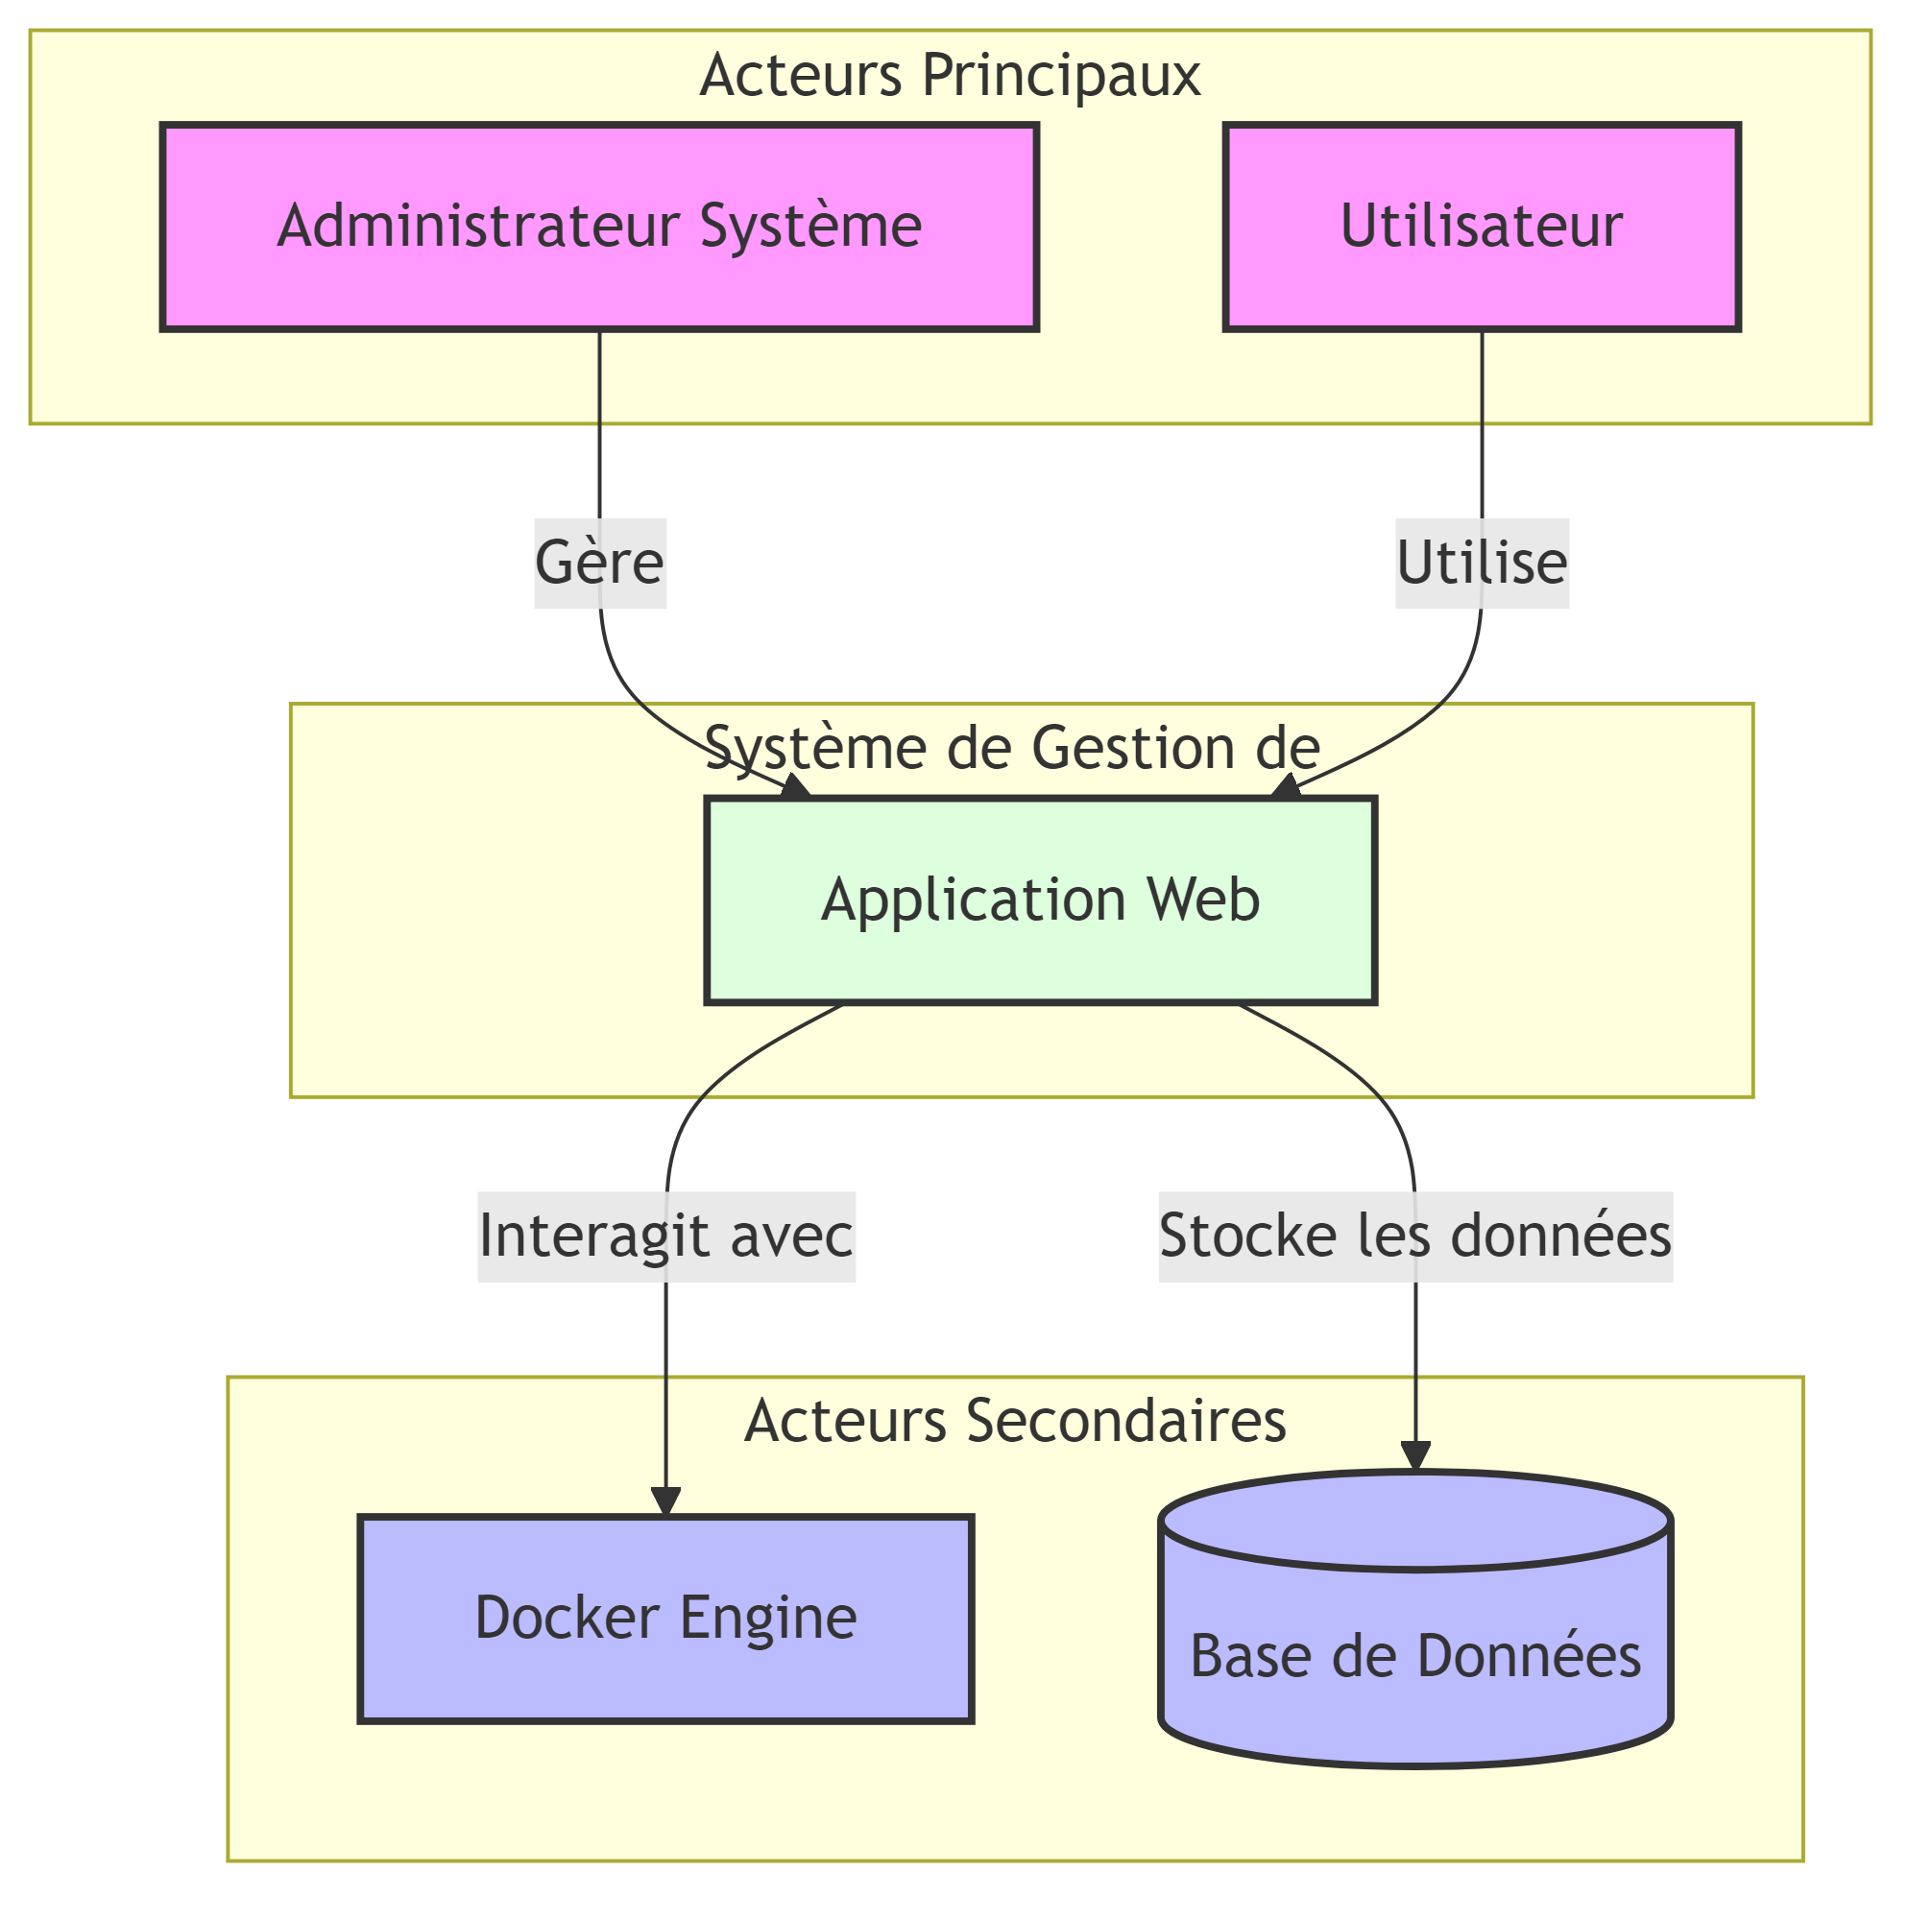 Acteurs Principaux
Administrateur Système
Utilisateur
Gère
Utilise
Système de Gestion de
Application Web
Interagit avec
Stocke les données
Acteurs Secondaires
Docker Engine
Base de Données